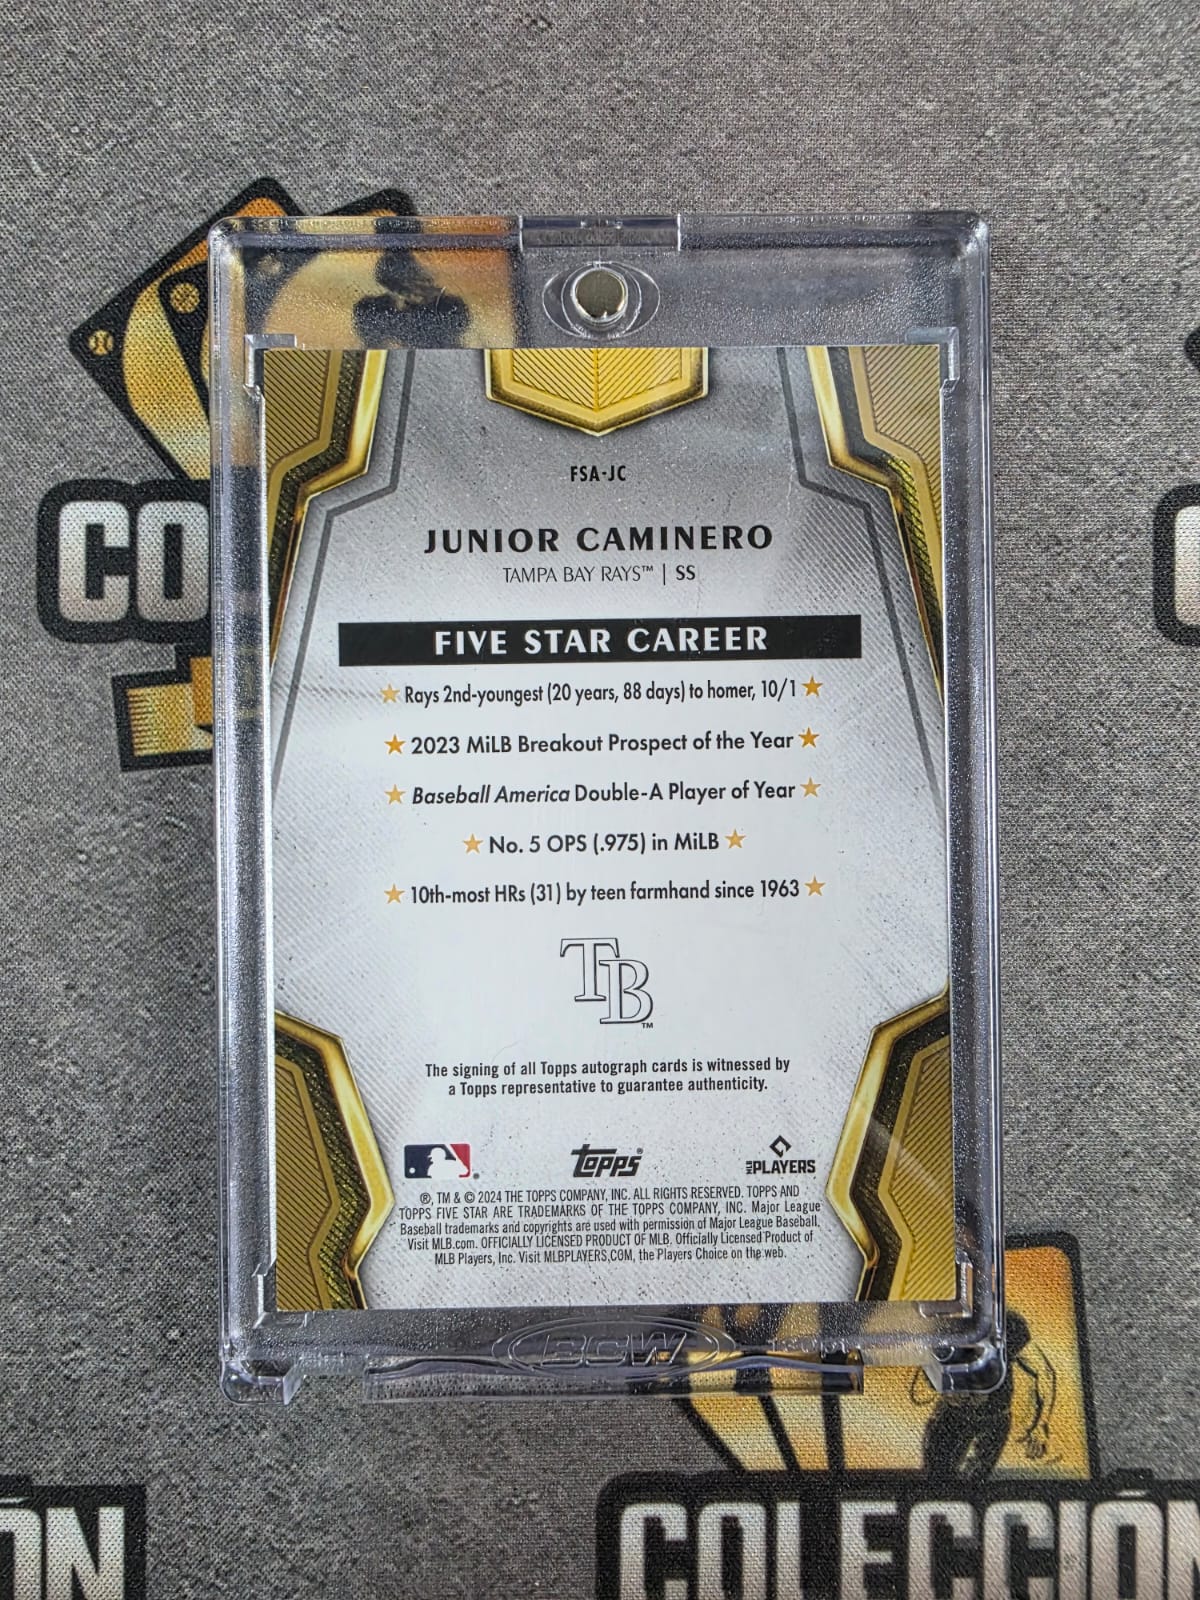 CO
FSA-JC
JUNIOR CAMINERO
TAMPA BAY RAYS™ | SS
FIVE STAR CAREER
★ Rays 2nd-youngest (20 years, 88 days) to homer, 10/1 ★
★ 2023 MiLB Breakout Prospect of the Year ★
★ Baseball America Double-A Player of Year ★
★ No. 5 OPS (.975) in MiLB ★
★ 10th-most HRs (31) by teen farmhand since 1963 ★
TB™
The signing of all Topps autograph cards is witnessed by
a Topps representative to guarantee authenticity.
® topps® MLB PLAYERS
®, TM & © 2024 THE TOPPS COMPANY, INC. ALL RIGHTS RESERVED. TOPPS AND
TOPPS FIVE STAR ARE TRADEMARKS OF THE TOPPS COMPANY, INC. Major League
Baseball trademarks and copyrights are used with permission of Major League Baseball.
Visit MLB.com. OFFICIALLY LICENSED PRODUCT OF MLB. Officially Licensed Product of
MLB Players, Inc. Visit MLBPLAYERS.COM, the Players Choice on the web.
BCW
ÓN
COLECCIÓN